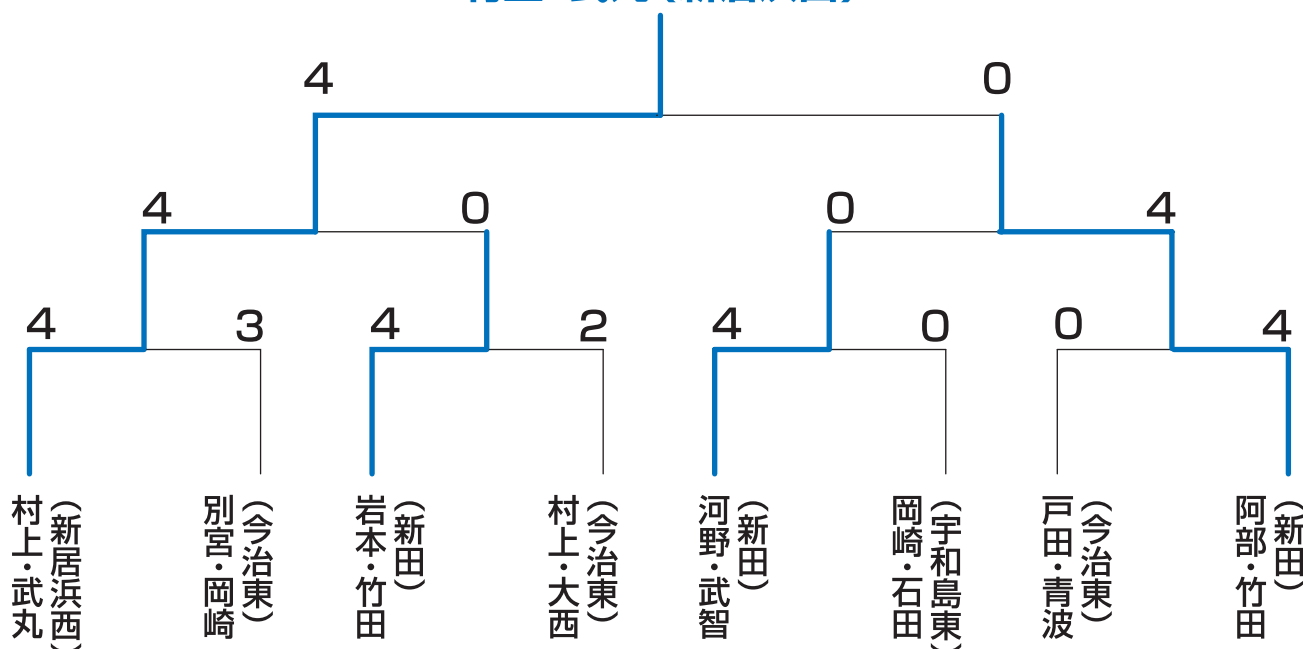 4 0
4 0 0 4
4 3 4 2 4 0 0 4
村上・武丸(新居浜西)
別宮・岡崎(今治東)
岩本・竹田(新田)
村上・大西(今治東)
河野・武智(新田)
岡崎・石田(宇和島東)
戸田・青波(今治東)
阿部・竹田(新田)